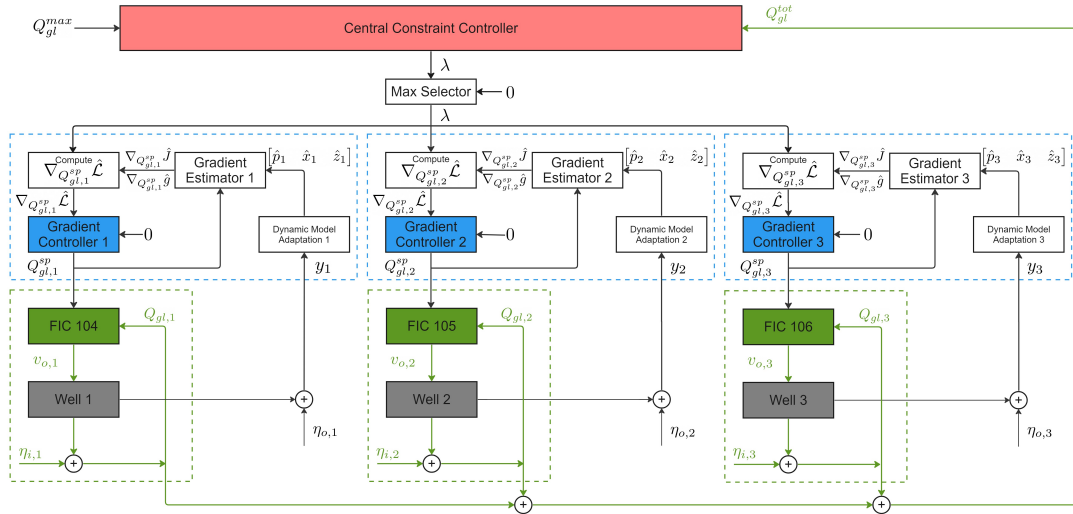 Q_{gl}^{max}
Central Constraint Controller
Q_{gl}^{tot}
λ
Max Selector
0
λ
Compute
∇_{Q_{gl,1}^{sp}} \hat{ℒ}
∇_{Q_{gl,1}^{sp}} \hat{J}
∇_{Q_{gl,1}^{sp}} \hat{g}
Gradient
Estimator 1
[\hat{p}_1 \hat{x}_1 \hat{z}_1]
∇_{Q_{gl,1}^{sp}} \hat{ℒ}
Gradient
Controller 1
0
Dynamic Model
Adaptation 1
Q_{gl,1}^{sp}
y_1
Compute
∇_{Q_{gl,2}^{sp}} \hat{ℒ}
∇_{Q_{gl,2}^{sp}} \hat{J}
∇_{Q_{gl,2}^{sp}} \hat{g}
Gradient
Estimator 2
[\hat{p}_2 \hat{x}_2 \hat{z}_2]
∇_{Q_{gl,2}^{sp}} \hat{ℒ}
Gradient
Controller 2
0
Dynamic Model
Adaptation 2
Q_{gl,2}^{sp}
y_2
Compute
∇_{Q_{gl,3}^{sp}} \hat{ℒ}
∇_{Q_{gl,3}^{sp}} \hat{J}
∇_{Q_{gl,3}^{sp}} \hat{g}
Gradient
Estimator 3
[\hat{p}_3 \hat{x}_3 \hat{z}_3]
∇_{Q_{gl,3}^{sp}} \hat{ℒ}
Gradient
Controller 3
0
Dynamic Model
Adaptation 3
Q_{gl,3}^{sp}
y_3
FIC 104
Q_{gl,1}
v_{o,1}
Well 1
+
η_{o,1}
η_{i,1}
+
FIC 105
Q_{gl,2}
v_{o,2}
Well 2
+
η_{o,2}
η_{i,2}
+
+
FIC 106
Q_{gl,3}
v_{o,3}
Well 3
+
η_{o,3}
η_{i,3}
+
+